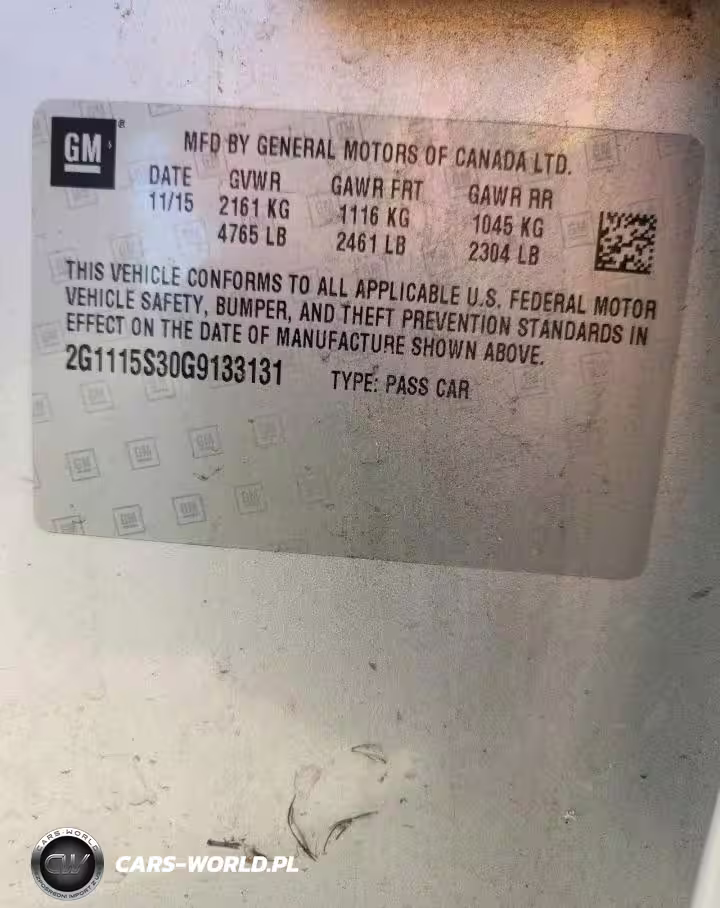 GM ®
MFD BY GENERAL MOTORS OF CANADA LTD.
DATE GVWR GAWR FRT GAWR RR
11/15 2161 KG 1116 KG 1045 KG
4765 LB 2461 LB 2304 LB
THIS VEHICLE CONFORMS TO ALL APPLICABLE U.S. FEDERAL MOTOR
VEHICLE SAFETY, BUMPER, AND THEFT PREVENTION STANDARDS IN
EFFECT ON THE DATE OF MANUFACTURE SHOWN ABOVE.
2G1115S30G9133131 TYPE: PASS CAR
CARS-WORLD
CW
CARS-WORLD.PL